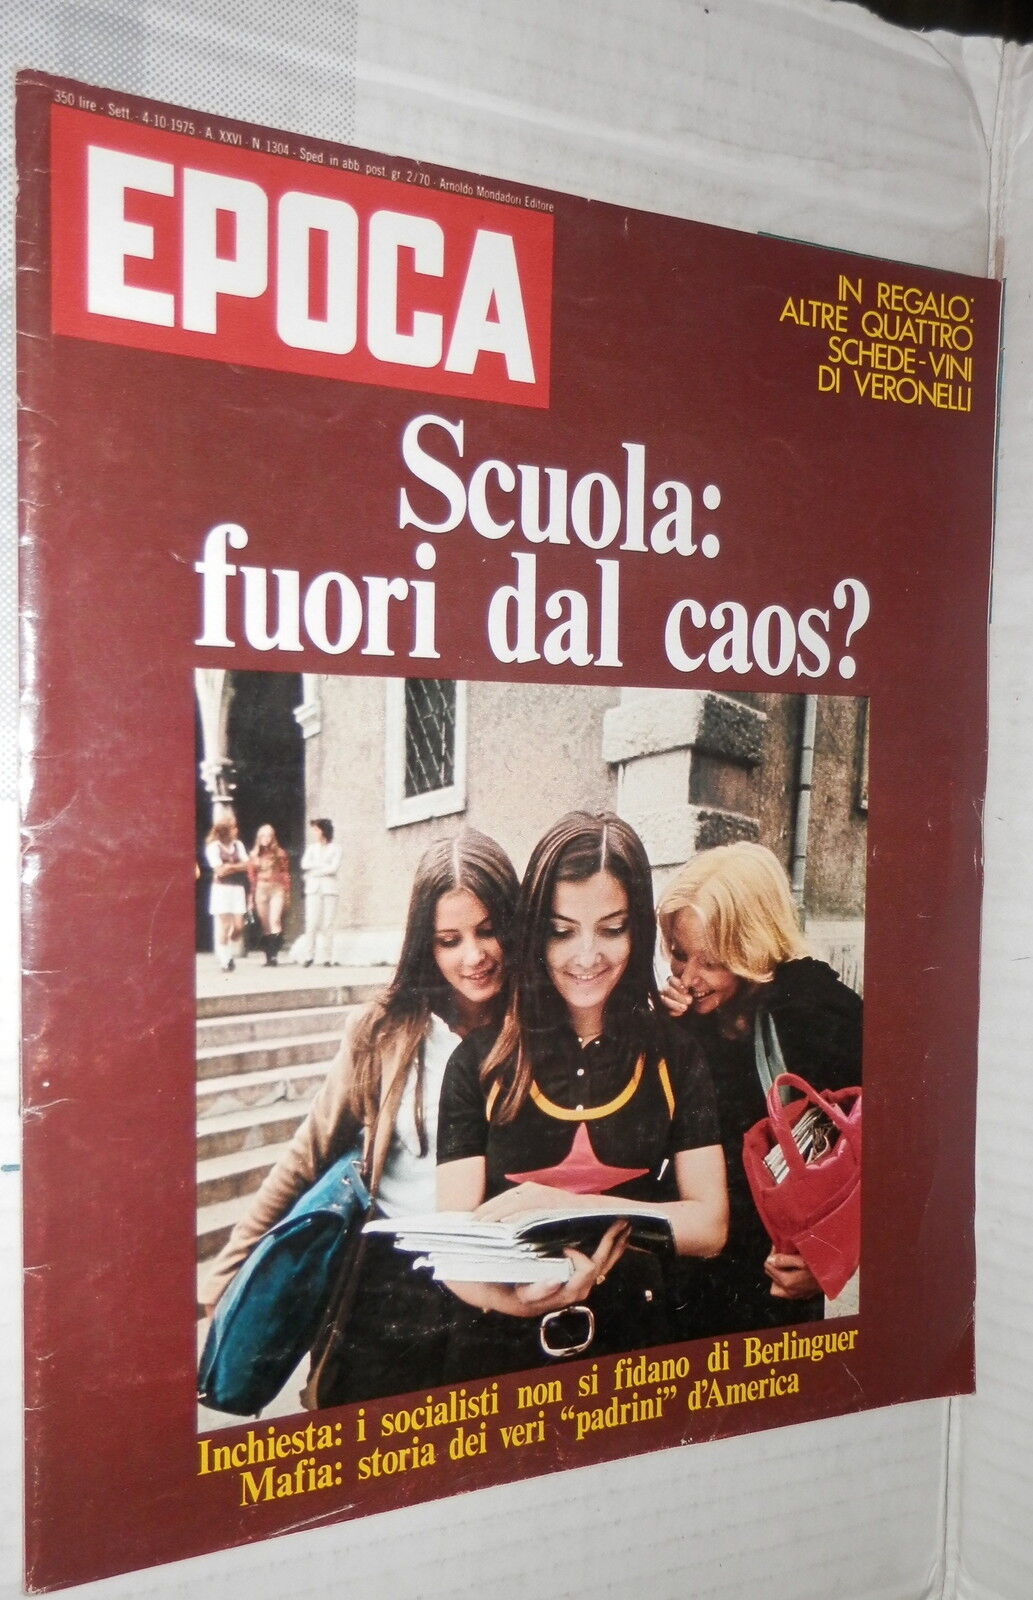 350 lire - Sett. - 4-10-1975 - A. XXVI - N. 1304 - Sped. in abb. post. gr. 2/70 - Arnoldo Mondadori Editore
EPOCA
IN REGALO:
ALTRE QUATTRO
SCHEDE-VINI
DI VERONELLI
Scuola:
fuori dal caos?
Inchiesta: i socialisti non si fidano di Berlinguer
Mafia: storia dei veri “padrini” d'America